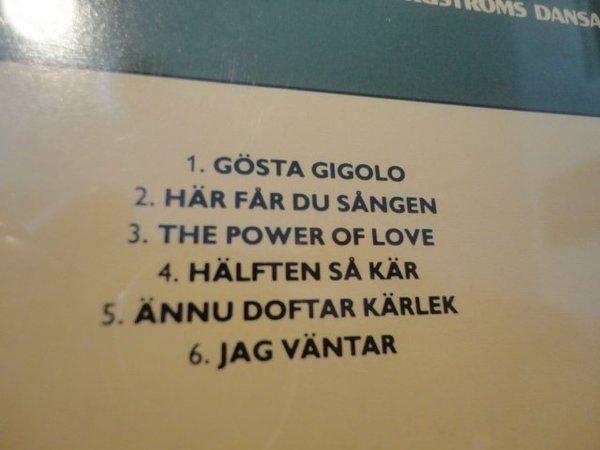 DANSA
1. GÖSTA GIGOLO
2. HÄR FÅR DU SÅNGEN
3. THE POWER OF LOVE
4. HÄLFTEN SÅ KÄR
5. ÄNNU DOFTAR KÄRLEK
6. JAG VÄNTAR